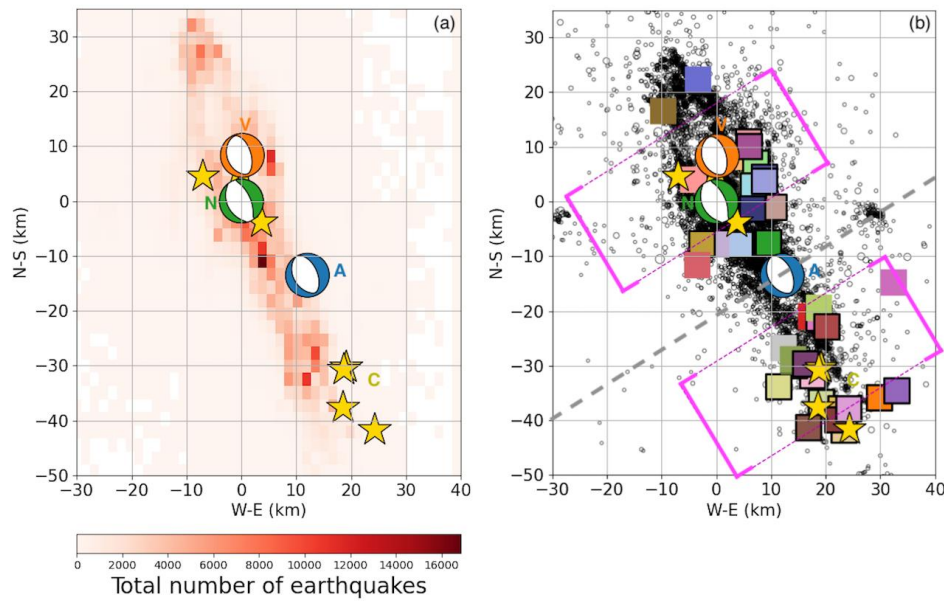 (a)
30
20
10
0
−10
−20
−30
−40
−50
N-S (km)
V
N
A
C
−30 −20 −10 0 10 20 30 40
W-E (km)
0 2000 4000 6000 8000 10000 12000 14000 16000
Total number of earthquakes
(b)
30
20
10
0
−10
−20
−30
−40
−50
N-S (km)
V
N
A
C
−30 −20 −10 0 10 20 30 40
W-E (km)